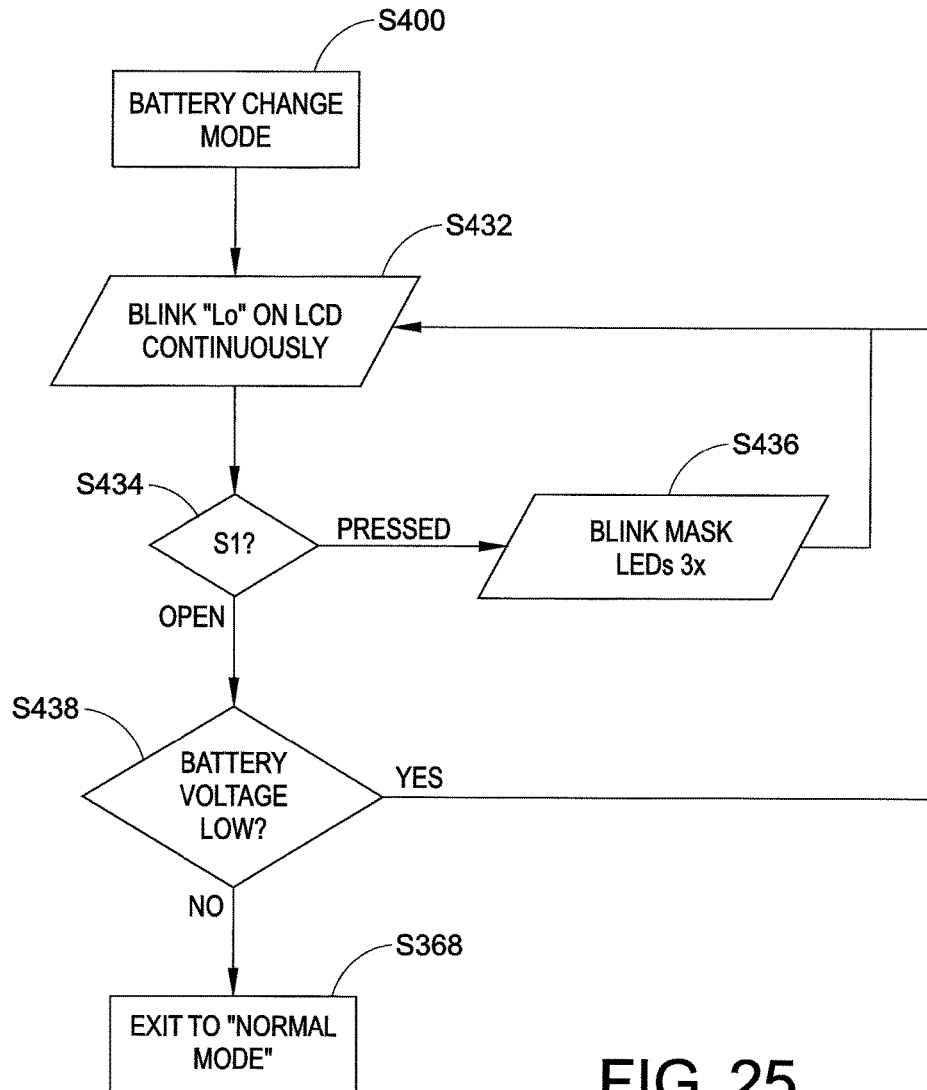 S400
BATTERY CHANGE
MODE
S432
BLINK "Lo" ON LCD
CONTINUOUSLY
S434
S1?
PRESSED
S436
BLINK MASK
LEDs 3x
OPEN
S438
BATTERY
VOLTAGE
LOW?
YES
NO
S368
EXIT TO "NORMAL
MODE"
FIG. 25